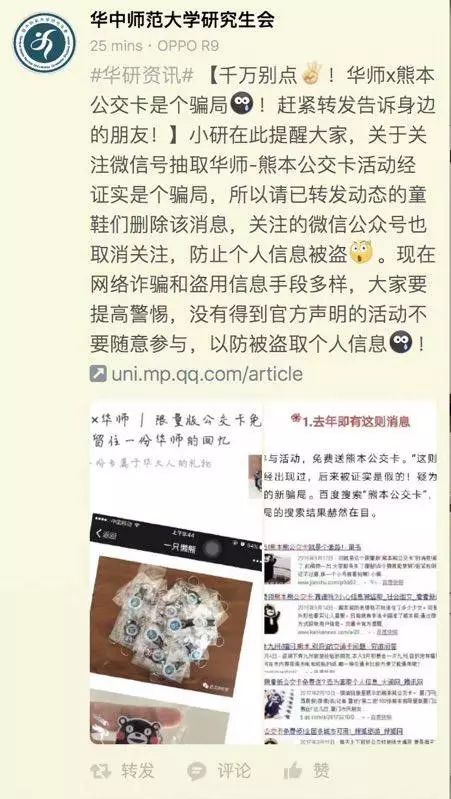 华中师范大学研究生会
25 mins · OPPO R9
#华研资讯# 【千万别点！华师x熊本
公交卡是个骗局！赶紧转发告诉身边
的朋友！】小研在此提醒大家，关于关
注微信号抽取华师-熊本公交卡活动经
证实是个骗局，所以请已转发动态的童
鞋们删除该消息，关注的微信公众号也
取消关注，防止个人信息被盗。现在
网络诈骗和盗用信息手段多样，大家要
提高警惕，没有得到官方声明的活动不
要随意参与，以防被盗取个人信息！
uni.mp.qq.com/article
×华师 | 限量版公交卡免
留住一份华师的回忆
一份卡属于华大人的礼物
中国移动
上午8:44
94%
一只懒熊
1.去年即有这则消息
参与活动，免费送熊本公交卡。"这则
经出现过，后来被证实是假的！疑为
的新骗局。百度搜索"熊本公交卡"，
局的搜索结果赫然在目。
转发
评论
赞